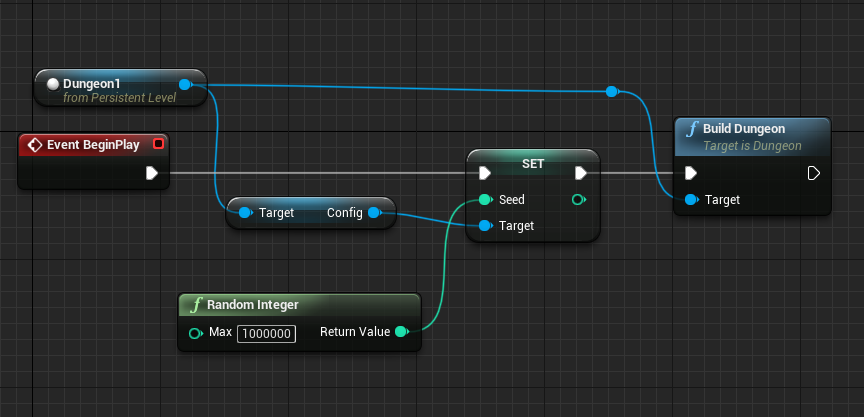 Dungeon1
from Persistent Level
Event BeginPlay
Build Dungeon
Target is Dungeon
Target
SET
Seed
Target
Target Config
f Random Integer
Max 1000000 Return Value